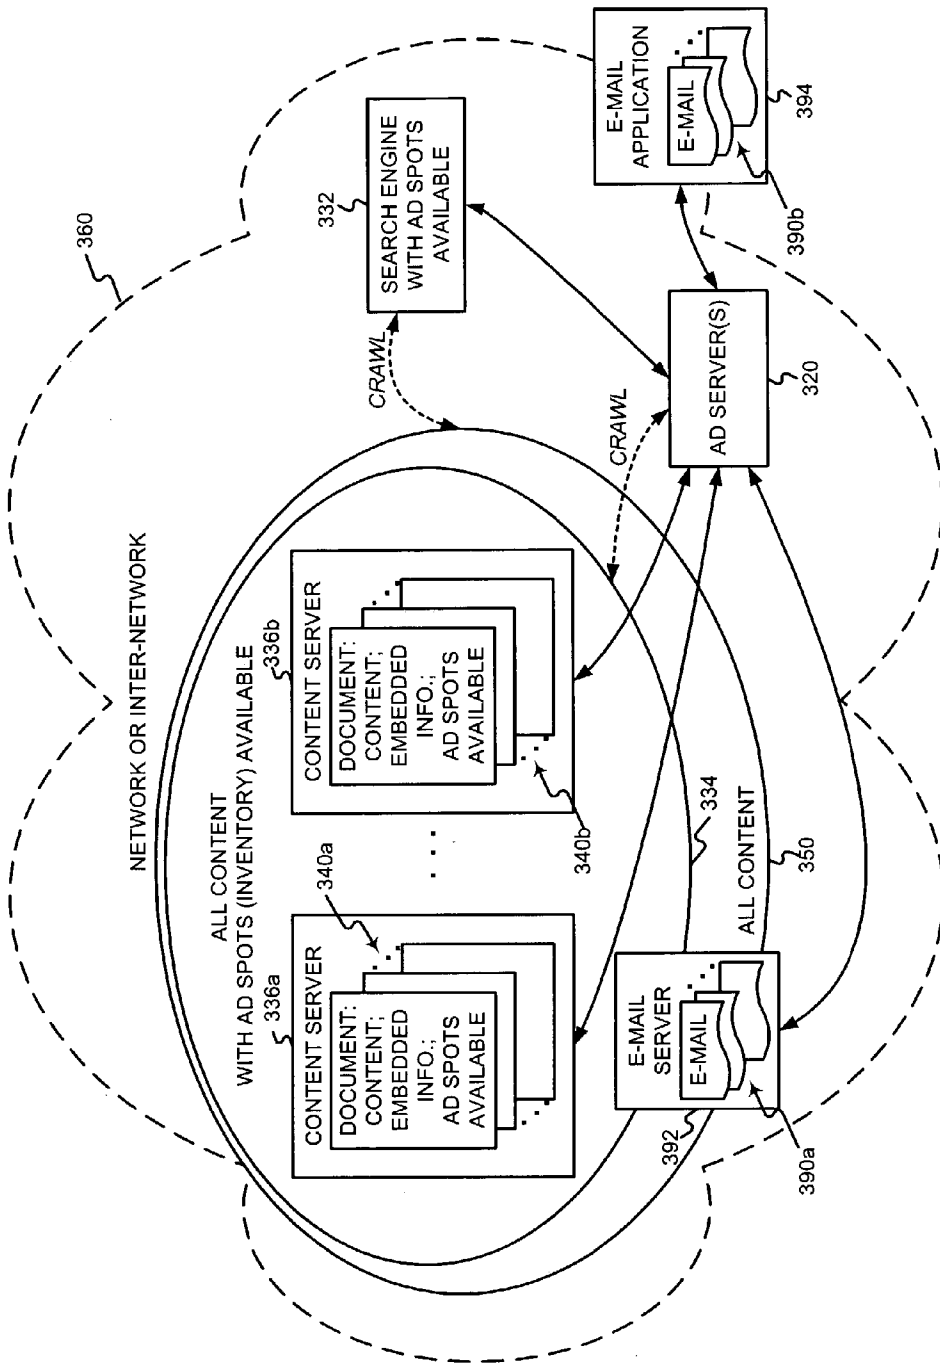 360
NETWORK OR INTER-NETWORK
ALL CONTENT
WITH AD SPOTS (INVENTORY) AVAILABLE
336a
CONTENT SERVER
DOCUMENT:
CONTENT;
EMBEDDED
INFO.;
AD SPOTS
AVAILABLE
340a
. . .
336b
CONTENT SERVER
DOCUMENT:
CONTENT;
EMBEDDED
INFO.;
AD SPOTS
AVAILABLE
340b
CRAWL
332
SEARCH ENGINE
WITH AD SPOTS
AVAILABLE
CRAWL
334
ALL CONTENT
350
E-MAIL
SERVER
E-MAIL
392
390a
AD SERVER(S)
320
E-MAIL
APPLICATION
E-MAIL
394
390b